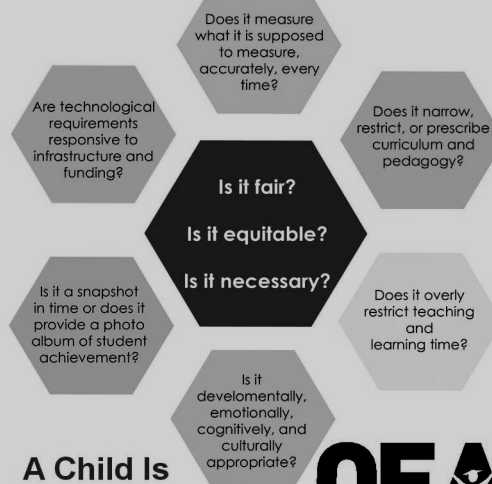 Does it measure
what it is supposed
to measure,
accurately, every
time?
Are technological
requirements
responsive to
infrastructure and
funding?
Does it narrow,
restrict, or prescribe
curriculum and
pedagogy?
Is it fair?
Is it equitable?
Is it necessary?
Is it a snapshot
in time or does it
provide a photo
album of student
achievement?
Does it overly
restrict teaching
and
learning time?
Is it
develomentally,
emotionally,
cognitively, and
culturally
appropriate?
A Child Is